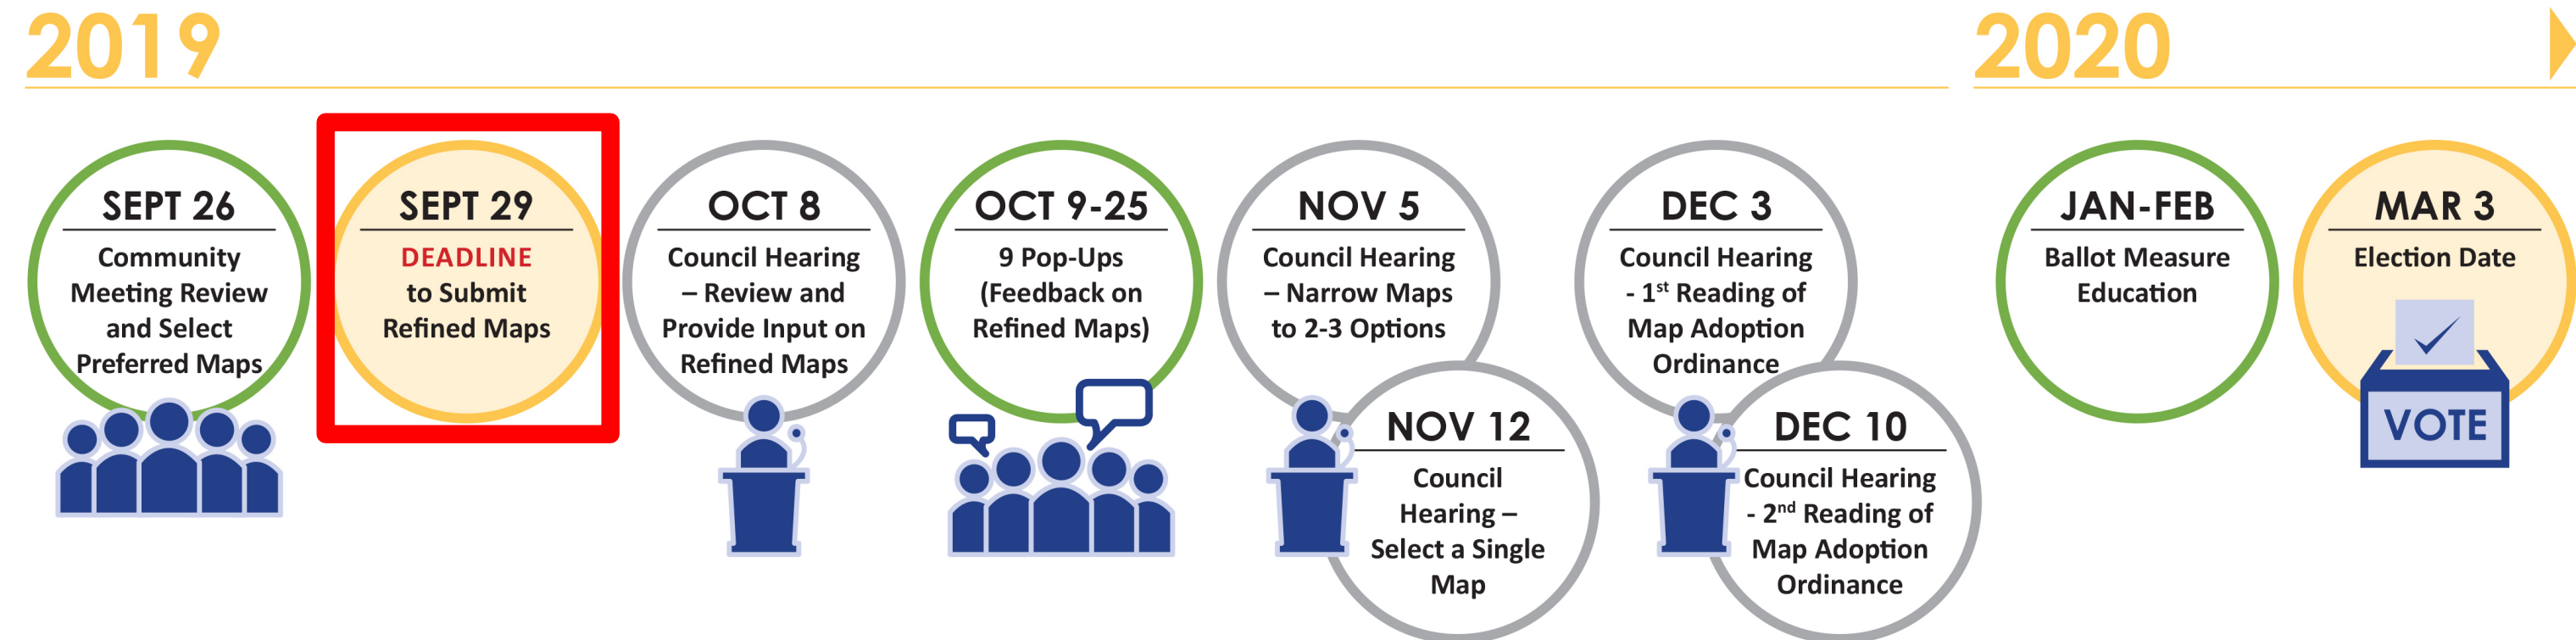 2019
2020
SEPT 26
Community
Meeting Review
and Select
Preferred Maps
SEPT 29
DEADLINE
to Submit
Refined Maps
OCT 8
Council Hearing
– Review and
Provide Input on
Refined Maps
OCT 9-25
9 Pop-Ups
(Feedback on
Refined Maps)
NOV 5
Council Hearing
– Narrow Maps
to 2-3 Options
NOV 12
Council
Hearing –
Select a Single
Map
DEC 3
Council Hearing
- 1st Reading of
Map Adoption
Ordinance
DEC 10
Council Hearing
- 2nd Reading of
Map Adoption
Ordinance
JAN-FEB
Ballot Measure
Education
MAR 3
Election Date
VOTE